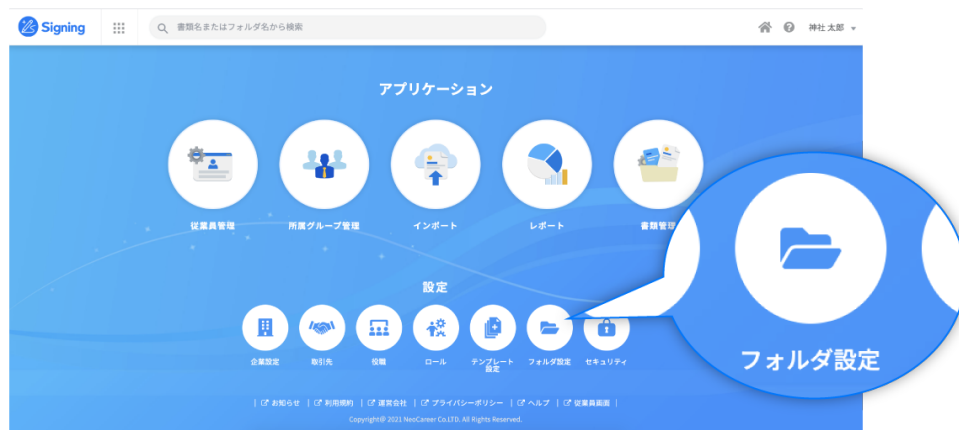 Signing
書類名またはフォルダ名から検索
神社 太郎
アプリケーション
従業員管理
所属グループ管理
インポート
レポート
書類管理
設定
企業設定
取引先
役職
ロール
テンプレート
設定
フォルダ設定
セキュリティ
フォルダ設定
| お知らせ | 利用規約 | 運営会社 | プライバシーポリシー | ヘルプ | 従業員画面 |
Copyright@ 2021 NeoCareer Co.LTD. All Rights Reserved.